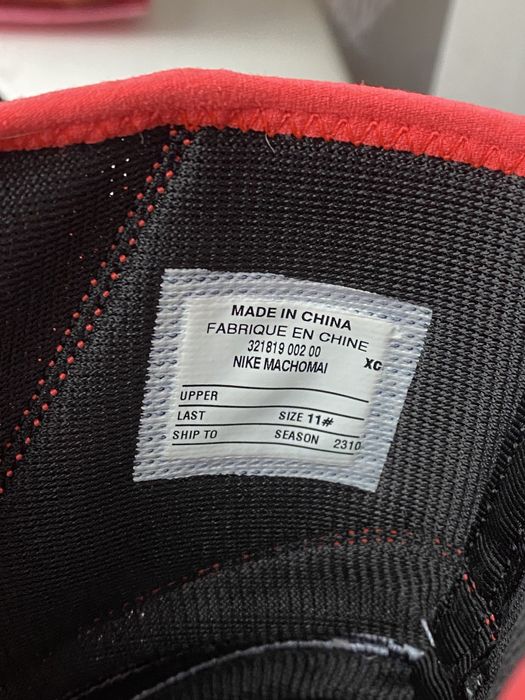 MADE IN CHINA
FABRIQUE EN CHINE
321819 002 00
NIKE MACHOMAI XC
UPPER
LAST SIZE 11#
SHIP TO SEASON 2310